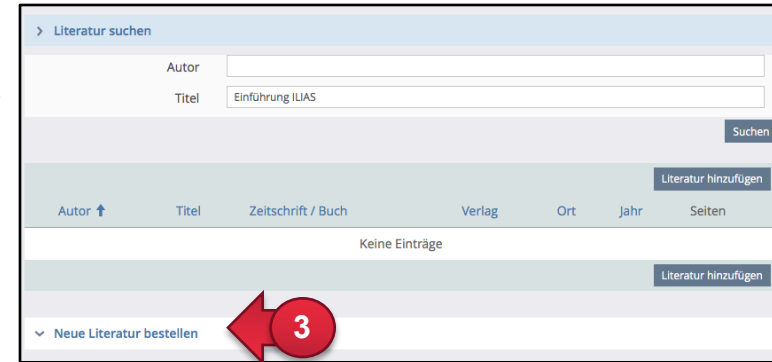 Literatur suchen
Autor
Titel Einführung ILIAS
Suchen
Literatur hinzufügen
Autor Titel Zeitschrift / Buch Verlag Ort Jahr Seiten
Keine Einträge
Literatur hinzufügen
Neue Literatur bestellen 3